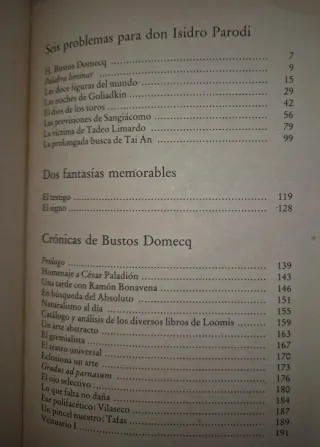 Seis problemas para don Isidro Parodi
H. Bustos Domecq 7
Palabra liminar 9
Las doce figuras del mundo 15
Las noches de Goliadkin 29
El dios de los toros 42
Las previsiones de Sangiácomo 56
La víctima de Tadeo Limardo 79
La prolongada busca de Tai An 99
Dos fantasías memorables
El testigo 119
El signo 128
Crónicas de Bustos Domecq
Prólogo 139
Homenaje a César Paladión 143
Una tarde con Ramón Bonavena 146
En búsqueda del Absoluto 151
Naturalismo al día 155
Catálogo y análisis de los diversos libros de Loomis 159
Un arte abstracto 163
El gremialista 167
El teatro universal 170
Eclosiona un arte 173
Gradus ad parnasum 176
El ojo selectivo 180
Lo que falta no daña 184
Ese polifacético: Vilaseco 187
Un pincel nuestro: Tafas 189
Vestuario I 191